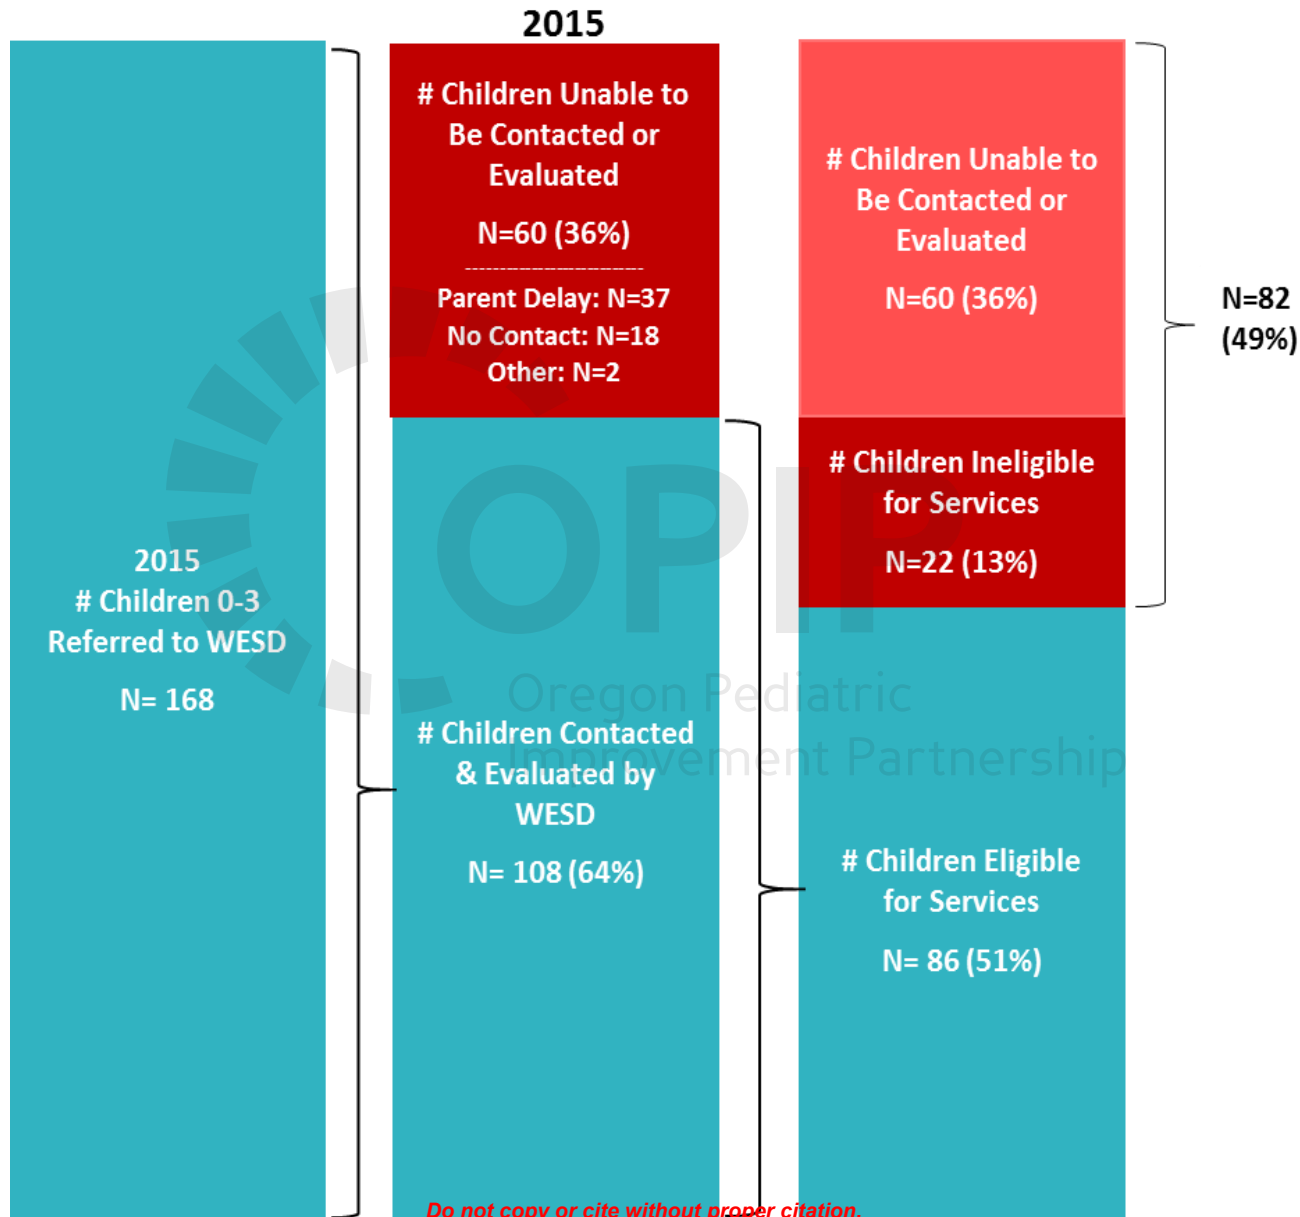 2015
2015
# Children 0-3
Referred to WESD
N= 168
# Children Unable to
Be Contacted or
Evaluated
N=60 (36%)
---------------------------
Parent Delay: N=37
No Contact: N=18
Other: N=2
# Children Contacted
& Evaluated by
WESD
N= 108 (64%)
# Children Unable to
Be Contacted or
Evaluated
N=60 (36%)
# Children Ineligible
for Services
N=22 (13%)
# Children Eligible
for Services
N= 86 (51%)
N=82
(49%)
OPIP
Oregon Pediatric
Improvement Partnership
Do not copy or cite without proper citation.